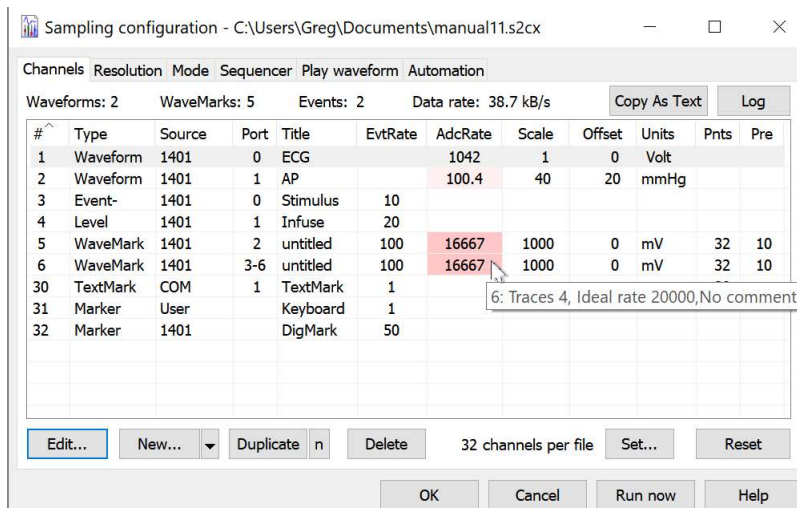 Sampling configuration - C:\Users\Greg\Documents\manual11.s2cx
Channels Resolution Mode Sequencer Play waveform Automation
Waveforms: 2 WaveMarks: 5 Events: 2 Data rate: 38.7 kB/s Copy As Text Log
# Type Source Port Title EvtRate AdcRate Scale Offset Units Pnts Pre
1 Waveform 1401 0 ECG 1042 1 0 Volt
2 Waveform 1401 1 AP 100.4 40 20 mmHg
3 Event- 1401 0 Stimulus 10
4 Level 1401 1 Infuse 20
5 WaveMark 1401 2 untitled 100 16667 1000 0 mV 32 10
6 WaveMark 1401 3-6 untitled 100 16667 1000 0 mV 32 10
30 TextMark COM 1 TextMark 1
6: Traces 4, Ideal rate 20000,No comment
31 Marker User Keyboard 1
32 Marker 1401 DigMark 50
Edit... New... Duplicate n Delete 32 channels per file Set... Reset
OK Cancel Run now Help